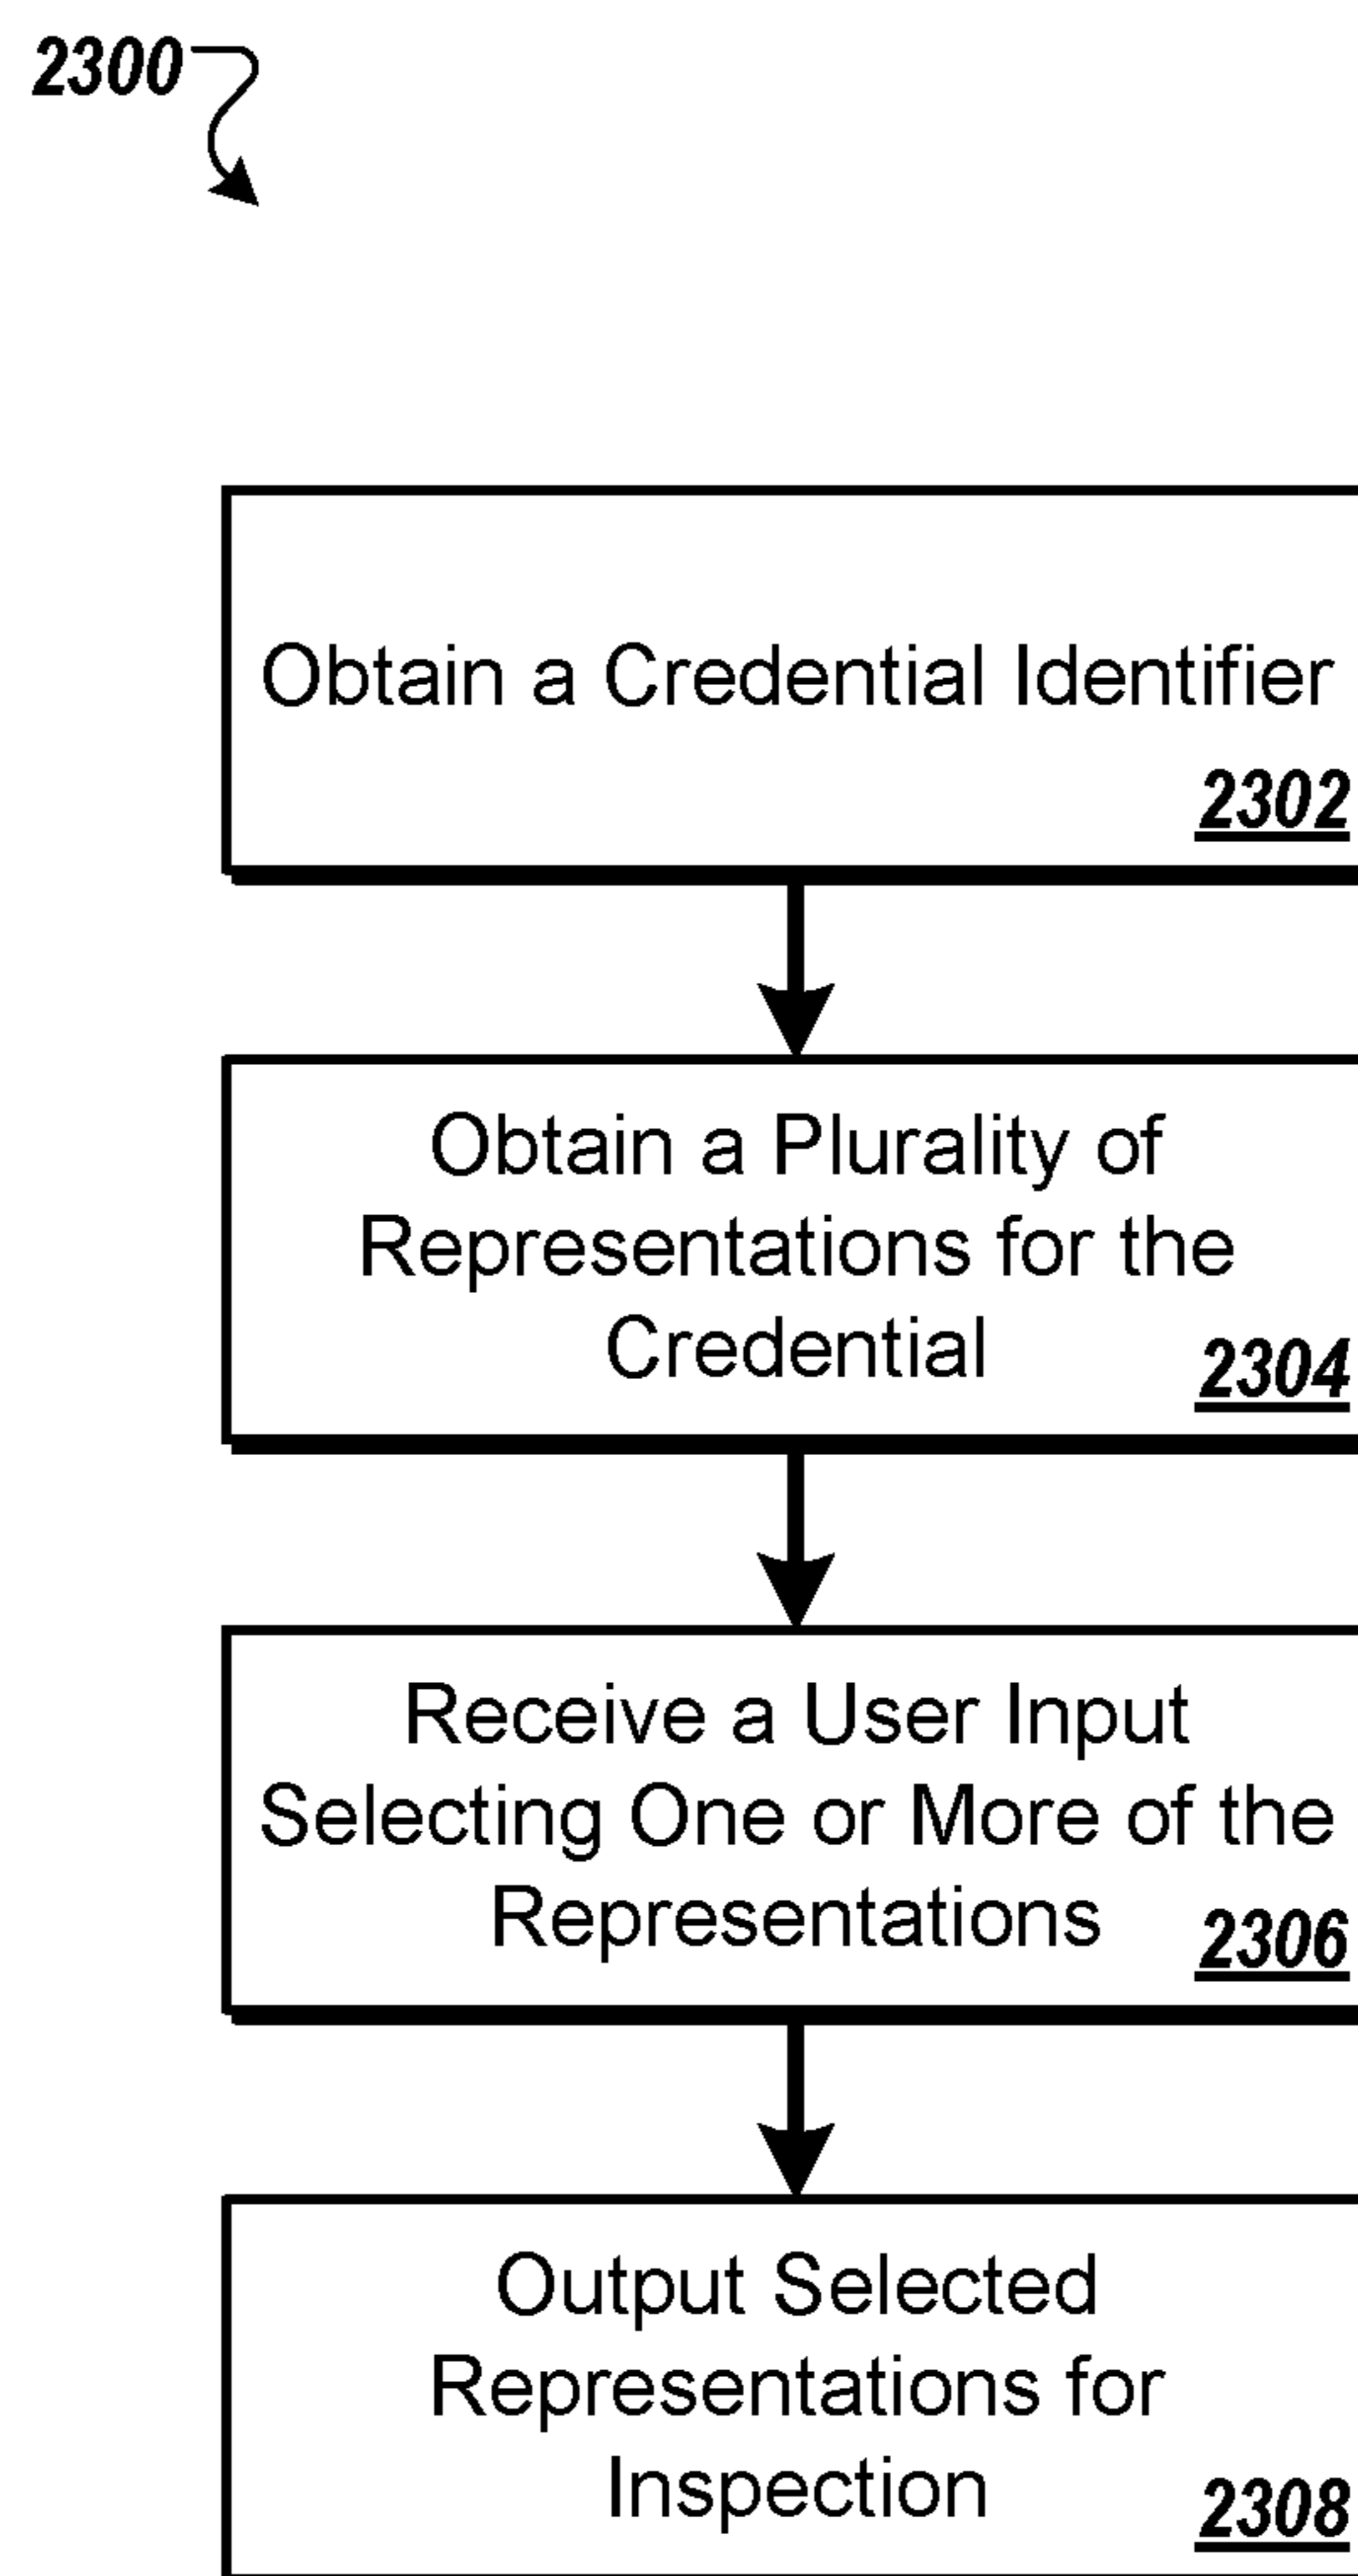 2300
Obtain a Credential Identifier
2302
Obtain a Plurality of
Representations for the
Credential
2304
Receive a User Input
Selecting One or More of the
Representations
2306
Output Selected
Representations for
Inspection
2308